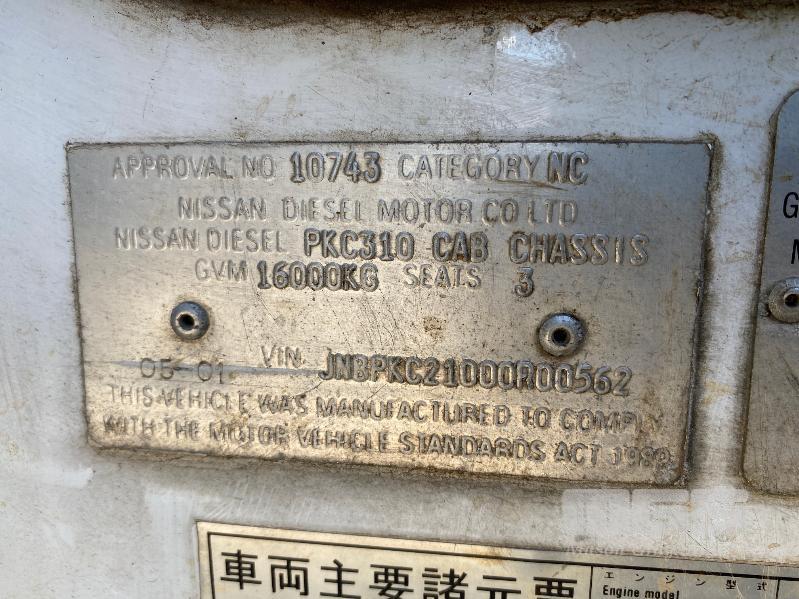 APPROVAL NO 10743 CATEGORY NC
NISSAN DIESEL MOTOR CO LTD
NISSAN DIESEL PKC310 CAB CHASSIS
GVM 16000KG SEATS 3
05-01 VIN JNBPKC21000R00562
THIS VEHICLE WAS MANUFACTURED TO COMPLY
WITH THE MOTOR VEHICLE STANDARDS ACT 1989
G
車両主要諸元票
エンジン型式
Engine model